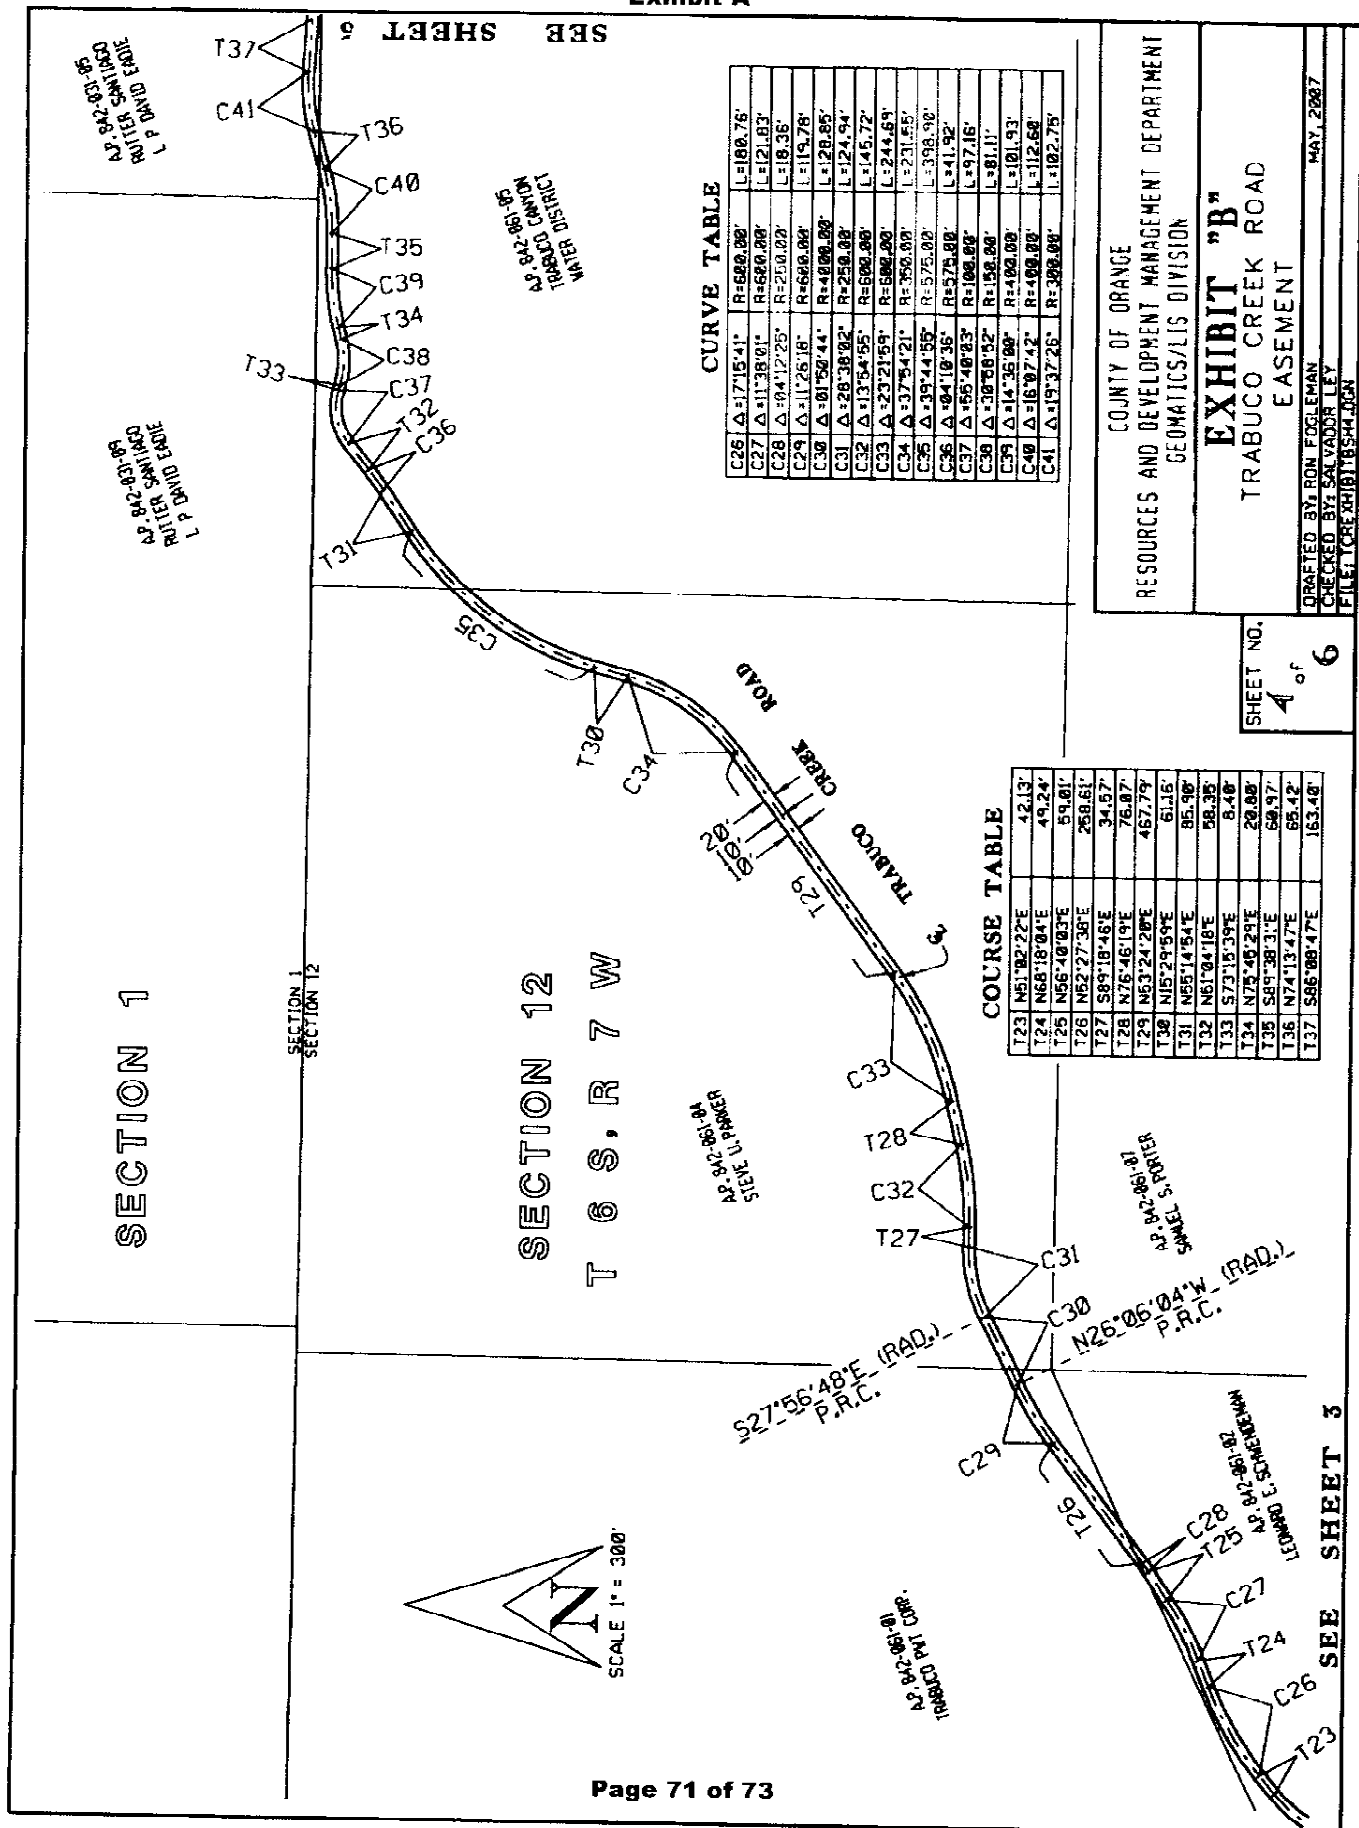 Exhibit A
SECTION 1
SECTION 1
SECTION 12
SECTION 12
T 6 S, R 7 W
SCALE 1" = 300'
A.P. 842-031-09
RUTTER SANTIAGO
L P DAVID EADIE
A.P. 842-031-05
RUTTER SANTIAGO
L P DAVID EADIE
A.P. 842-061-05
TRABUCO CANYON
WATER DISTRICT
A.P. 842-061-04
STEVE U. PARKER
A.P. 842-061-07
SAMUEL S. PORTER
A.P. 842-061-01
TRABUCO PVT CORP.
A.P. 842-061-02
LEONARD E. SCHWENDEMAN
SEE SHEET 3
SEE SHEET 5
T23
C26
T24
C27
T25
C28
T26
C29
C30
C31
T27
C32
T28
C33
T29
C34
T30
C35
T31
C36
T32
C37
T33
C38
T34
C39
T35
C40
T36
C41
T37
S27°56'48"E (RAD.)
P.R.C.
N26°06'04"W (RAD.)
P.R.C.
TRABUCO CREEK ROAD
20'
10'
10'
COURSE TABLE
T23 N51°02'22"E 42.13'
T24 N68°18'04"E 49.24'
T25 N56°40'03"E 59.01'
T26 N52°27'38"E 258.61'
T27 S89°18'46"E 34.57'
T28 N76°46'19"E 76.07'
T29 N53°24'20"E 467.79'
T30 N15°29'59"E 61.16'
T31 N55°14'54"E 85.90'
T32 N51°04'18"E 58.35'
T33 S73°15'39"E 8.40'
T34 N75°45'29"E 20.80'
T35 S89°38'31"E 60.97'
T36 N74°13'47"E 65.42'
T37 S86°08'47"E 163.40'
CURVE TABLE
C26 Δ=17°15'41" R=600.00' L=180.76'
C27 Δ=11°38'01" R=600.00' L=121.83'
C28 Δ=04°12'25" R=250.00' L=18.36'
C29 Δ=11°26'18" R=600.00' L=119.78'
C30 Δ=01°50'44" R=4000.00' L=128.85'
C31 Δ=28°38'02" R=250.00' L=124.94'
C32 Δ=13°54'55" R=600.00' L=145.72'
C33 Δ=23°21'59" R=600.00' L=244.69'
C34 Δ=37°54'21" R=350.00' L=231.55'
C35 Δ=39°44'55" R=575.00' L=398.90'
C36 Δ=04°10'36" R=575.00' L=41.92'
C37 Δ=55°40'03" R=100.00' L=97.16'
C38 Δ=30°58'52" R=150.00' L=81.11'
C39 Δ=14°36'00" R=400.00' L=101.93'
C40 Δ=16°07'42" R=400.00' L=112.60'
C41 Δ=19°37'26" R=300.00' L=102.75'
SHEET NO.
4 of 6
COUNTY OF ORANGE
RESOURCES AND DEVELOPMENT MANAGEMENT DEPARTMENT
GEOMATICS/LIS DIVISION
EXHIBIT "B"
TRABUCO CREEK ROAD
EASEMENT
DRAFTED BY: RON FOGLEMAN MAY, 2007
CHECKED BY: SALVADOR LEY
Page 71 of 73